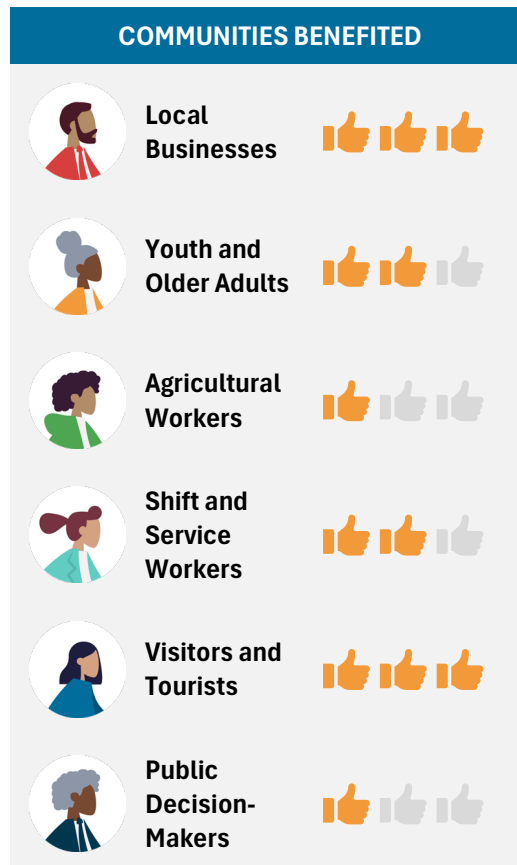 COMMUNITIES BENEFITED
Local
Businesses
Youth and
Older Adults
Agricultural
Workers
Shift and
Service
Workers
Visitors and
Tourists
Public
Decision-
Makers